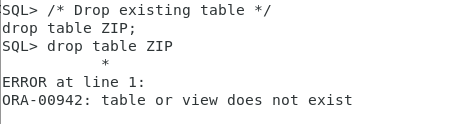 SQL> /* Drop existing table */
drop table ZIP;
SQL> drop table ZIP
*
ERROR at line 1:
ORA-00942: table or view does not exist